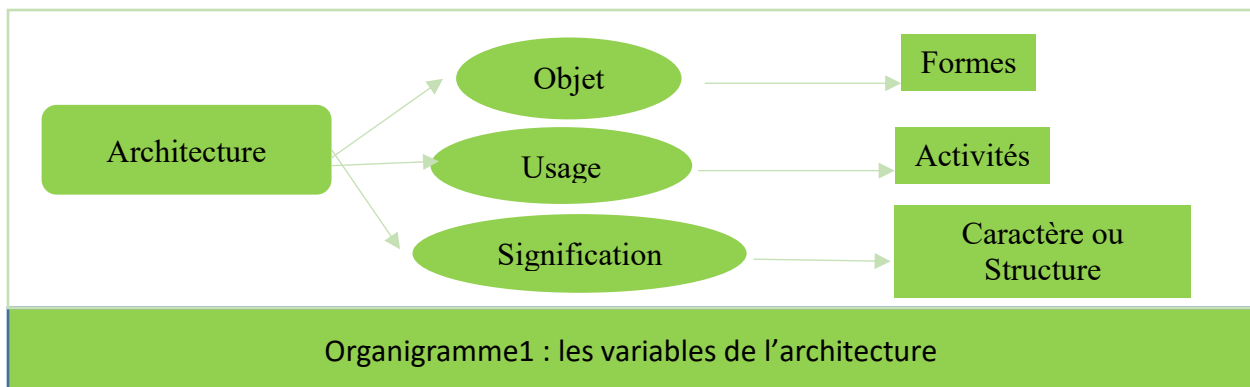 Architecture
Objet
Formes
Usage
Activités
Signification
Caractère ou
Structure
Organigramme1 : les variables de l’architecture